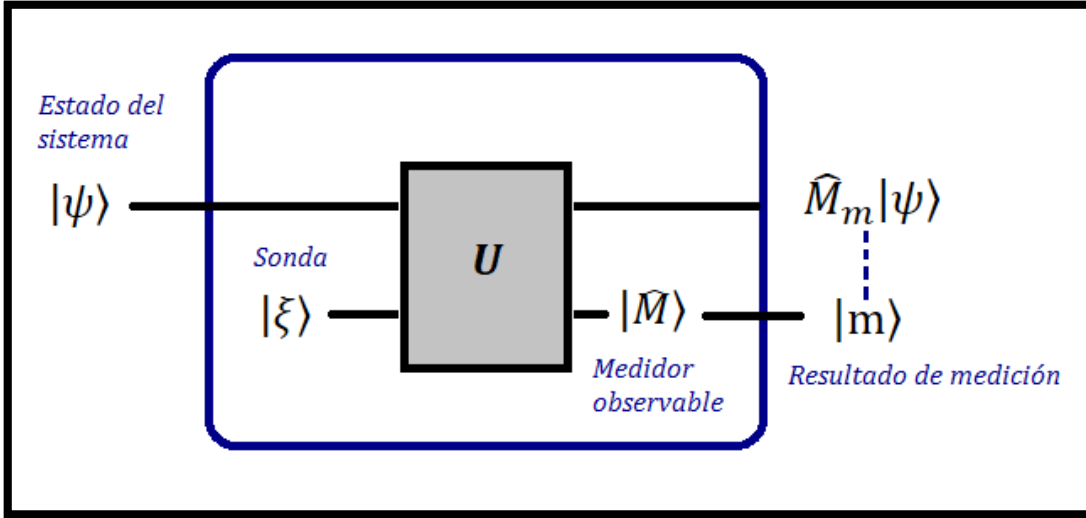 Estado del
sistema
|ψ⟩
Sonda
|ξ⟩
U
|M̂⟩
Medidor
observable
M̂ₘ|ψ⟩
|m⟩
Resultado de medición